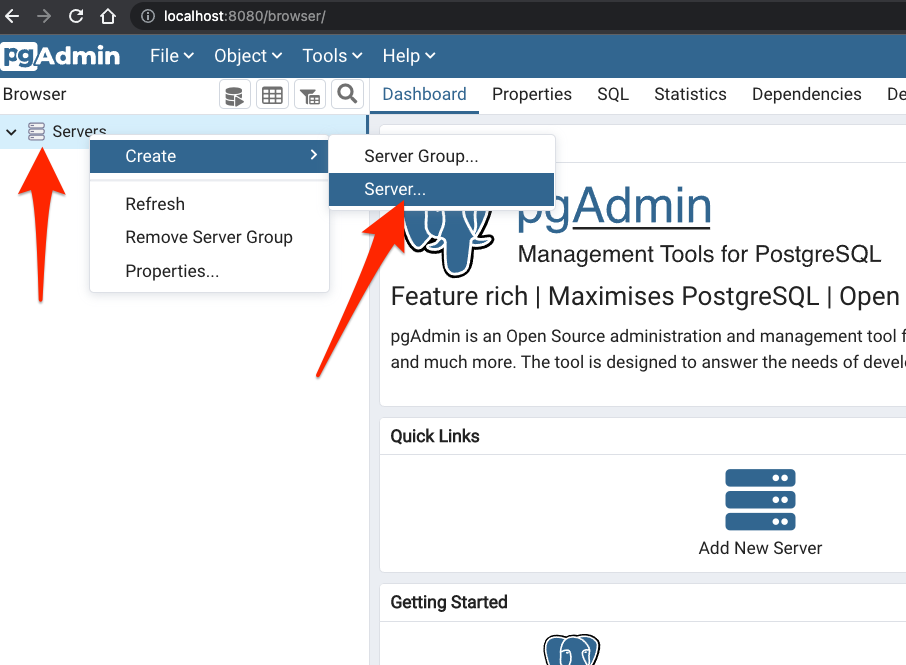 localhost:8080/browser/
pgAdmin File Object Tools Help
Browser
Dashboard Properties SQL Statistics Dependencies De
Servers
Create
Server Group...
Server...
Refresh
Remove Server Group
Properties...
pgAdmin
Management Tools for PostgreSQL
Feature rich | Maximises PostgreSQL | Open
pgAdmin is an Open Source administration and management tool f
and much more. The tool is designed to answer the needs of devel
Quick Links
Add New Server
Getting Started